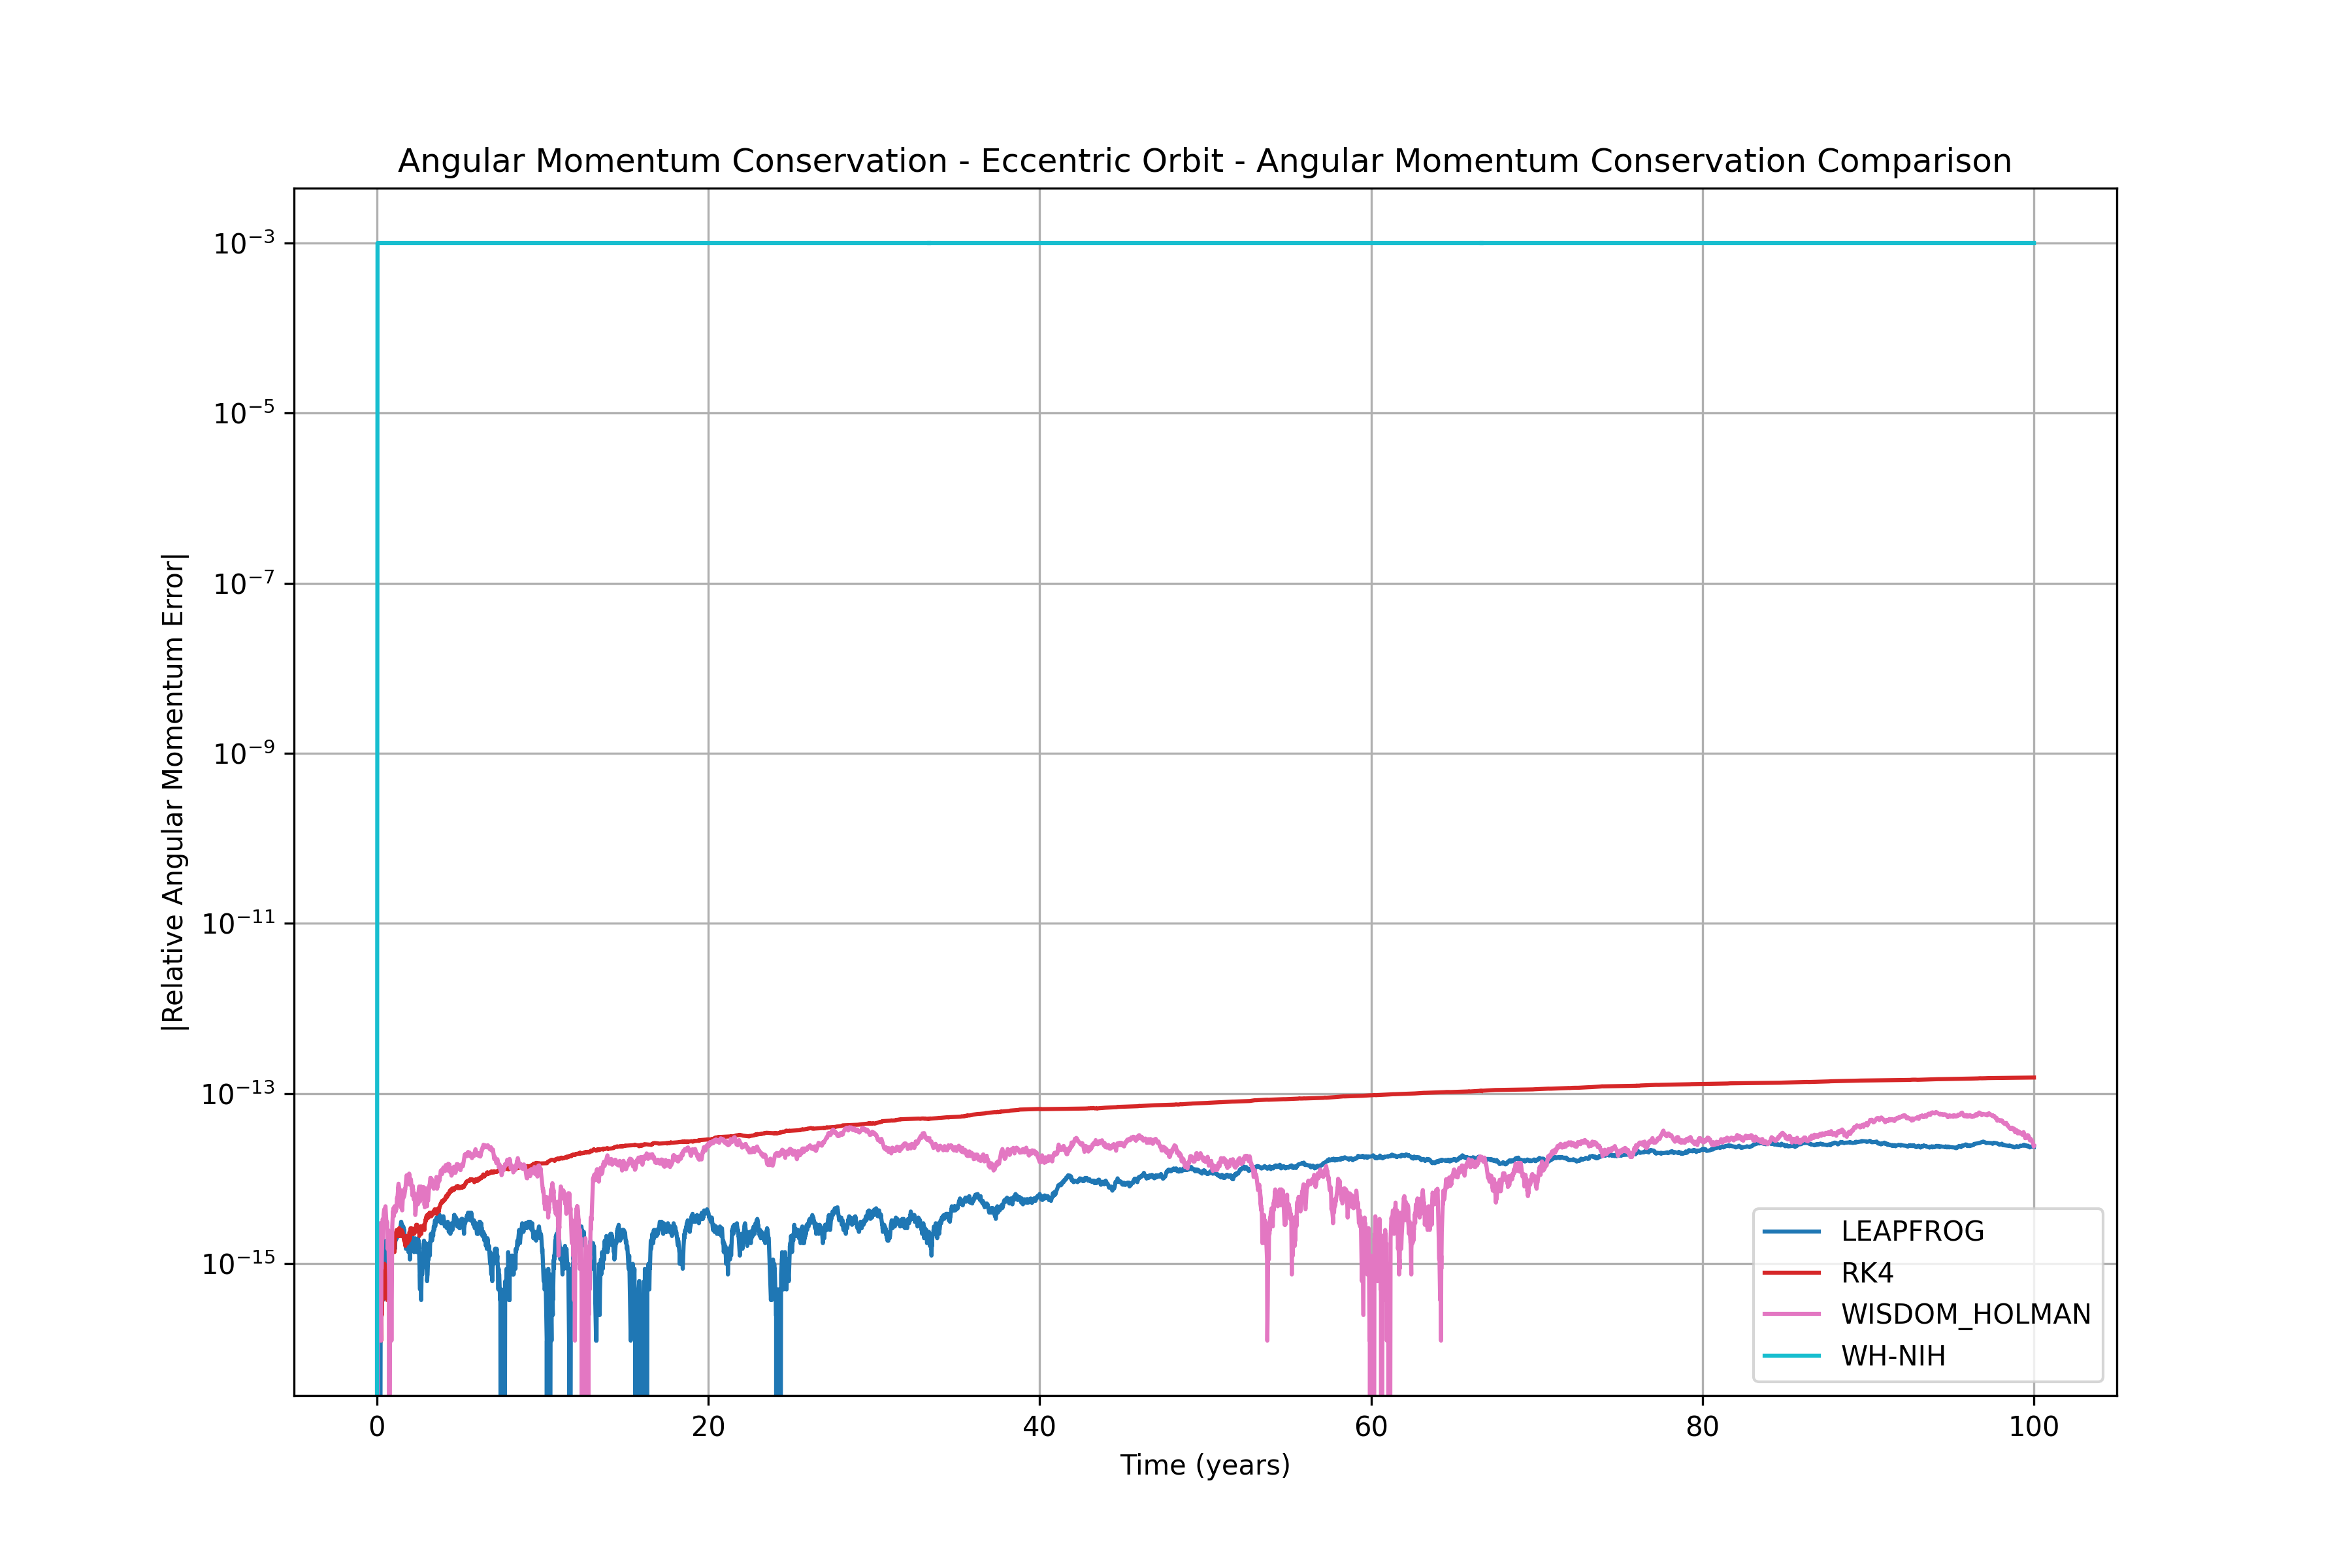 Angular Momentum Conservation - Eccentric Orbit - Angular Momentum Conservation Comparison
|Relative Angular Momentum Error|
10⁻³
10⁻⁵
10⁻⁷
10⁻⁹
10⁻¹¹
10⁻¹³
10⁻¹⁵
LEAPFROG
RK4
WISDOM_HOLMAN
WH-NIH
0 20 40 60 80 100
Time (years)